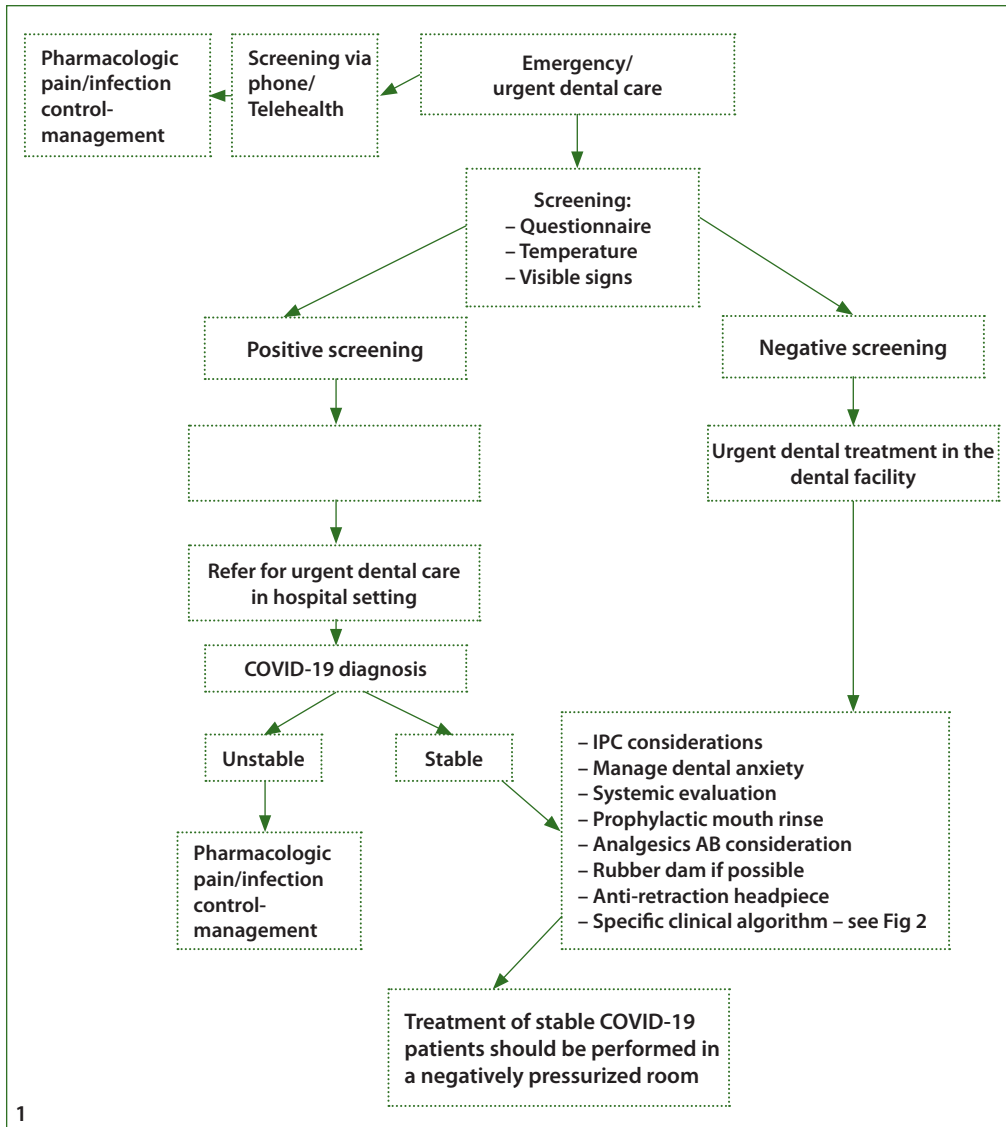 Pharmacologic
pain/infection
control-
management
Screening via
phone/
Telehealth
Emergency/
urgent dental care
Screening:
– Questionnaire
– Temperature
– Visible signs
Positive screening
Negative screening
Urgent dental treatment in the
dental facility
Refer for urgent dental care
in hospital setting
COVID-19 diagnosis
Unstable
Stable
Pharmacologic
pain/infection
control-
management
– IPC considerations
– Manage dental anxiety
– Systemic evaluation
– Prophylactic mouth rinse
– Analgesics AB consideration
– Rubber dam if possible
– Anti-retraction headpiece
– Specific clinical algorithm – see Fig 2
Treatment of stable COVID-19
patients should be performed in
a negatively pressurized room
1